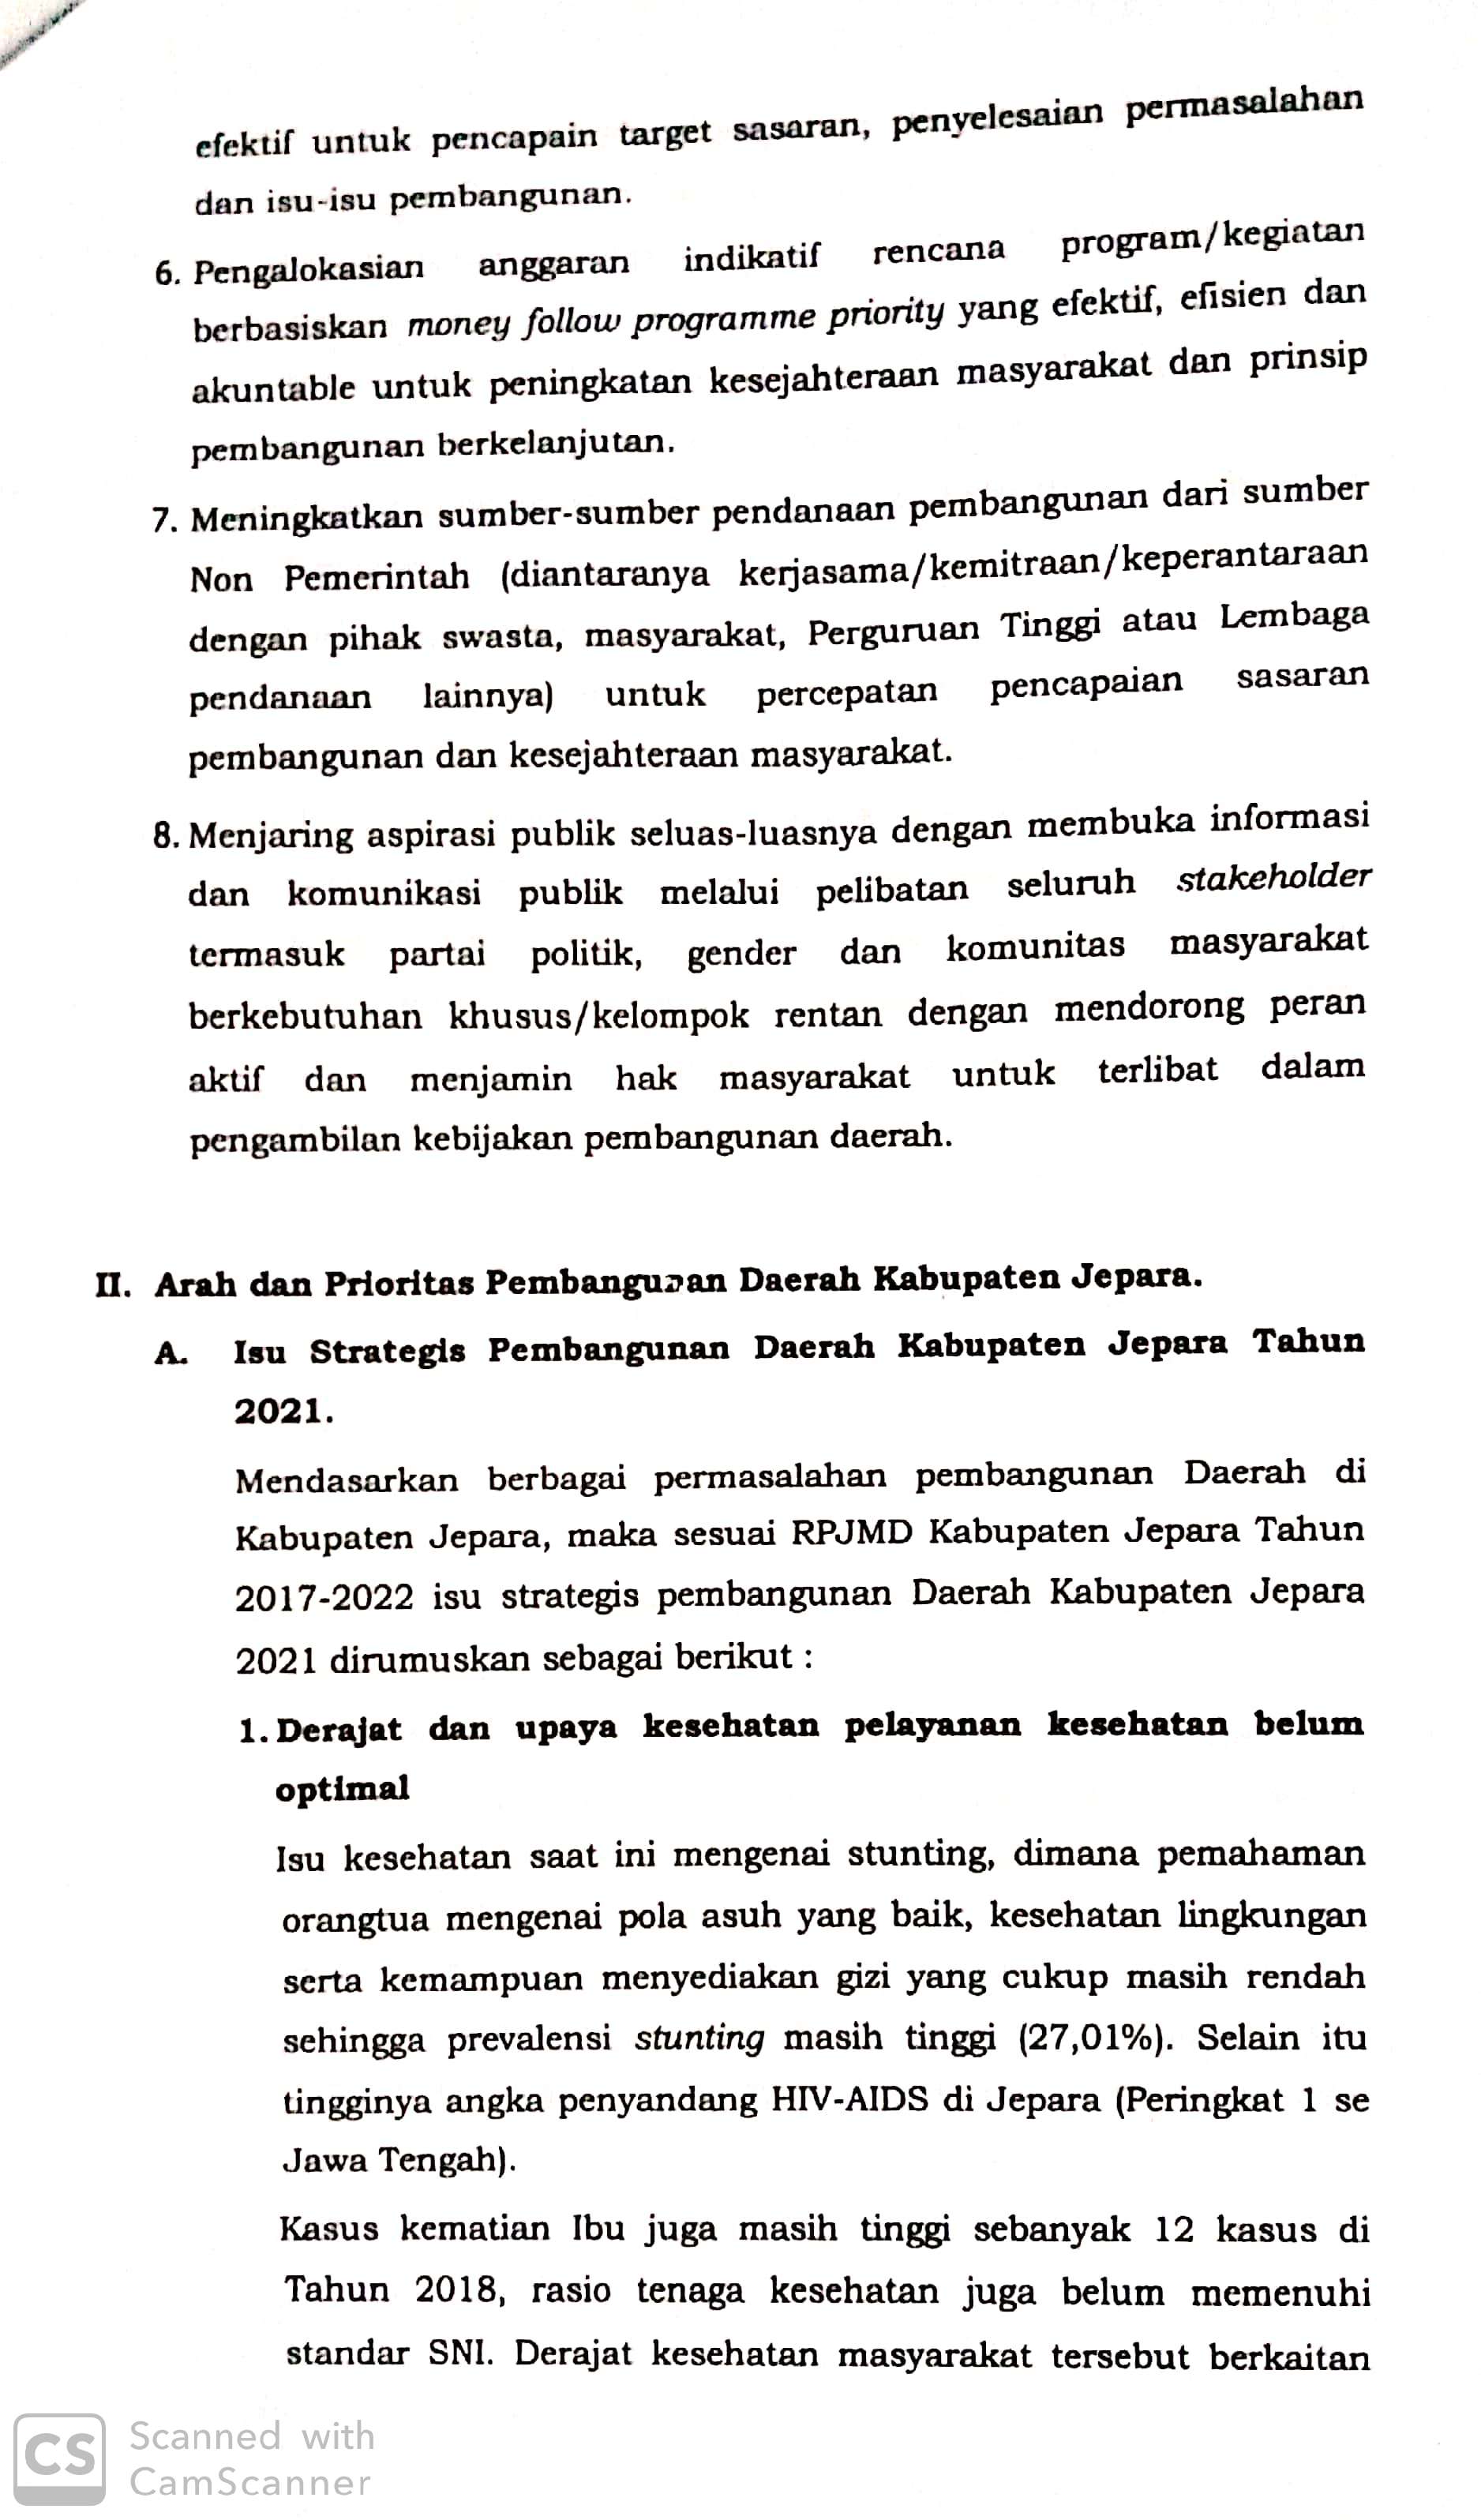 efektif untuk pencapain target sasaran, penyelesaian permasalahan
dan isu-isu pembangunan.
6. Pengalokasian anggaran indikatif rencana program/kegiatan
berbasiskan money follow programme priority yang efektif, efisien dan
akuntable untuk peningkatan kesejahteraan masyarakat dan prinsip
pembangunan berkelanjutan.
7. Meningkatkan sumber-sumber pendanaan pembangunan dari sumber
Non Pemerintah (diantaranya kerjasama/kemitraan/keperantaraan
dengan pihak swasta, masyarakat, Perguruan Tinggi atau Lembaga
pendanaan lainnya) untuk percepatan pencapaian sasaran
pembangunan dan kesejahteraan masyarakat.
8. Menjaring aspirasi publik seluas-luasnya dengan membuka informasi
dan komunikasi publik melalui pelibatan seluruh stakeholder
termasuk partai politik, gender dan komunitas masyarakat
berkebutuhan khusus/kelompok rentan dengan mendorong peran
aktif dan menjamin hak masyarakat untuk terlibat dalam
pengambilan kebijakan pembangunan daerah.
II. Arah dan Prioritas Pembangunan Daerah Kabupaten Jepara.
A. Isu Strategis Pembangunan Daerah Kabupaten Jepara Tahun
2021.
Mendasarkan berbagai permasalahan pembangunan Daerah di
Kabupaten Jepara, maka sesuai RPJMD Kabupaten Jepara Tahun
2017-2022 isu strategis pembangunan Daerah Kabupaten Jepara
2021 dirumuskan sebagai berikut :
1. Derajat dan upaya kesehatan pelayanan kesehatan belum
optimal
Isu kesehatan saat ini mengenai stunting, dimana pemahaman
orangtua mengenai pola asuh yang baik, kesehatan lingkungan
serta kemampuan menyediakan gizi yang cukup masih rendah
sehingga prevalensi stunting masih tinggi (27,01%). Selain itu
tingginya angka penyandang HIV-AIDS di Jepara (Peringkat 1 se
Jawa Tengah).
Kasus kematian Ibu juga masih tinggi sebanyak 12 kasus di
Tahun 2018, rasio tenaga kesehatan juga belum memenuhi
standar SNI. Derajat kesehatan masyarakat tersebut berkaitan
CS Scanned with
CamScanner